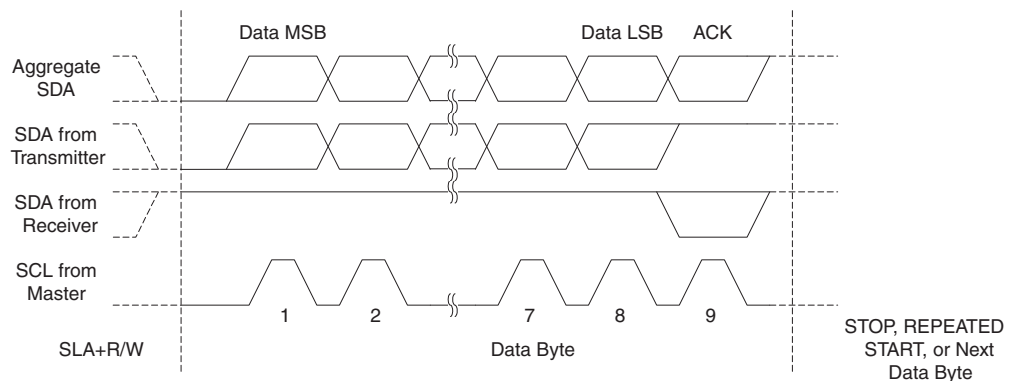 Data MSB
Data LSB
ACK
Aggregate
SDA
SDA from
Transmitter
SDA from
Receiver
SCL from
Master
1
2
7
8
9
SLA+R/W
Data Byte
STOP, REPEATED
START, or Next
Data Byte